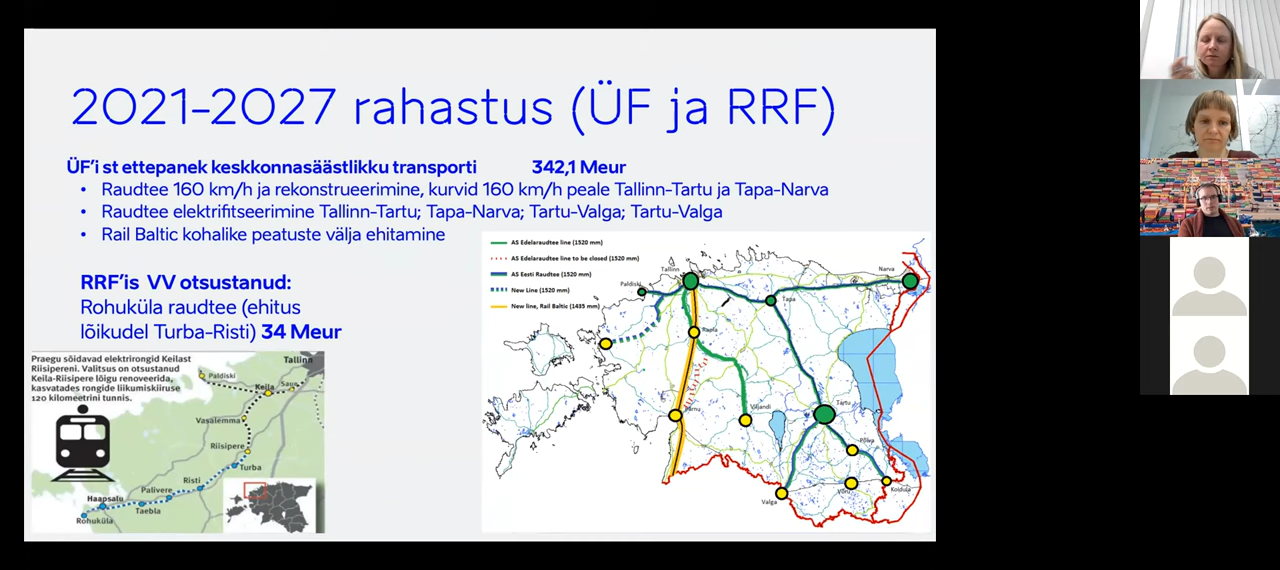 2021-2027 rahastus (ÜF ja RRF)
ÜF'i st ettepanek keskkonnasäästlikku transporti 342,1 Meur
• Raudtee 160 km/h ja rekonstrueerimine, kurvid 160 km/h peale Tallinn-Tartu ja Tapa-Narva
• Raudtee elektrifitseerimine Tallinn-Tartu; Tapa-Narva; Tartu-Valga; Tartu-Valga
• Rail Baltic kohalike peatuste välja ehitamine
RRF'is VV otsustanud:
Rohuküla raudtee (ehitus
lõikudel Turba-Risti) 34 Meur
Praegu sõidavad elektrirongid Keilast
Riisipereni. Valitsus on otsustanud
Keila-Riisipere lõigu renoveerida,
kasvatades rongide liikumiskiiruse
120 kilomeetrini tunnis.
Tallinn
Paldiski
Keila
Saue
Vasalemma
Riisipere
Turba
Risti
Palivere
Haapsalu
Taebla
Rohuküla
AS Edelaraudtee line (1520 mm)
AS Edelaraudtee line to be closed (1520 mm)
AS Eesti Raudtee (1520 mm)
New Line (1520 mm)
New line, Rail Baltic (1435 mm)
Tallinn
Narva
Paldiski
Tapa
Rapla
Pärnu
Viljandi
Tartu
Põlva
Valga
Võru
Koidula